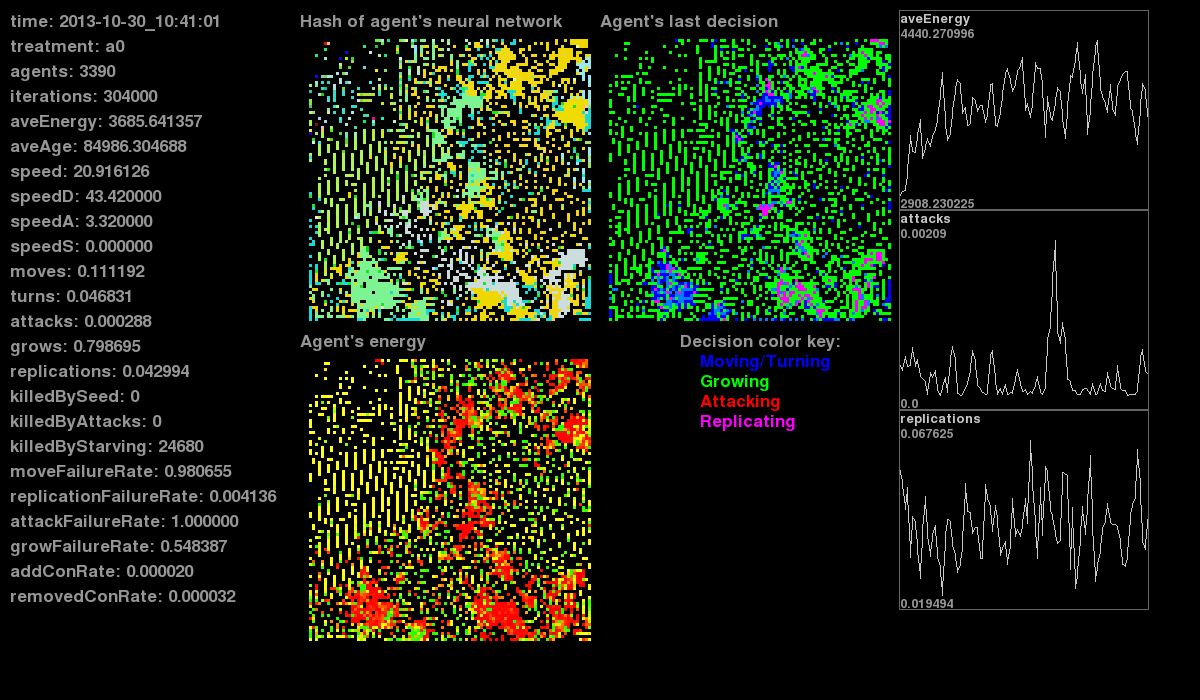 time: 2013-10-30_10:41:01
treatment: a0
agents: 3390
iterations: 304000
aveEnergy: 3685.641357
aveAge: 84986.304688
speed: 20.916126
speedD: 43.420000
speedA: 3.320000
speedS: 0.000000
moves: 0.111192
turns: 0.046831
attacks: 0.000288
grows: 0.798695
replications: 0.042994
killedBySeed: 0
killedByAttacks: 0
killedByStarving: 24680
moveFailureRate: 0.980655
replicationFailureRate: 0.004136
attackFailureRate: 1.000000
growFailureRate: 0.548387
addConRate: 0.000020
removedConRate: 0.000032
Hash of agent's neural network
Agent's last decision
Agent's energy
Decision color key:
Moving/Turning
Growing
Attacking
Replicating
aveEnergy
4440.270996
2908.230225
attacks
0.00209
0.0
replications
0.067625
0.019494